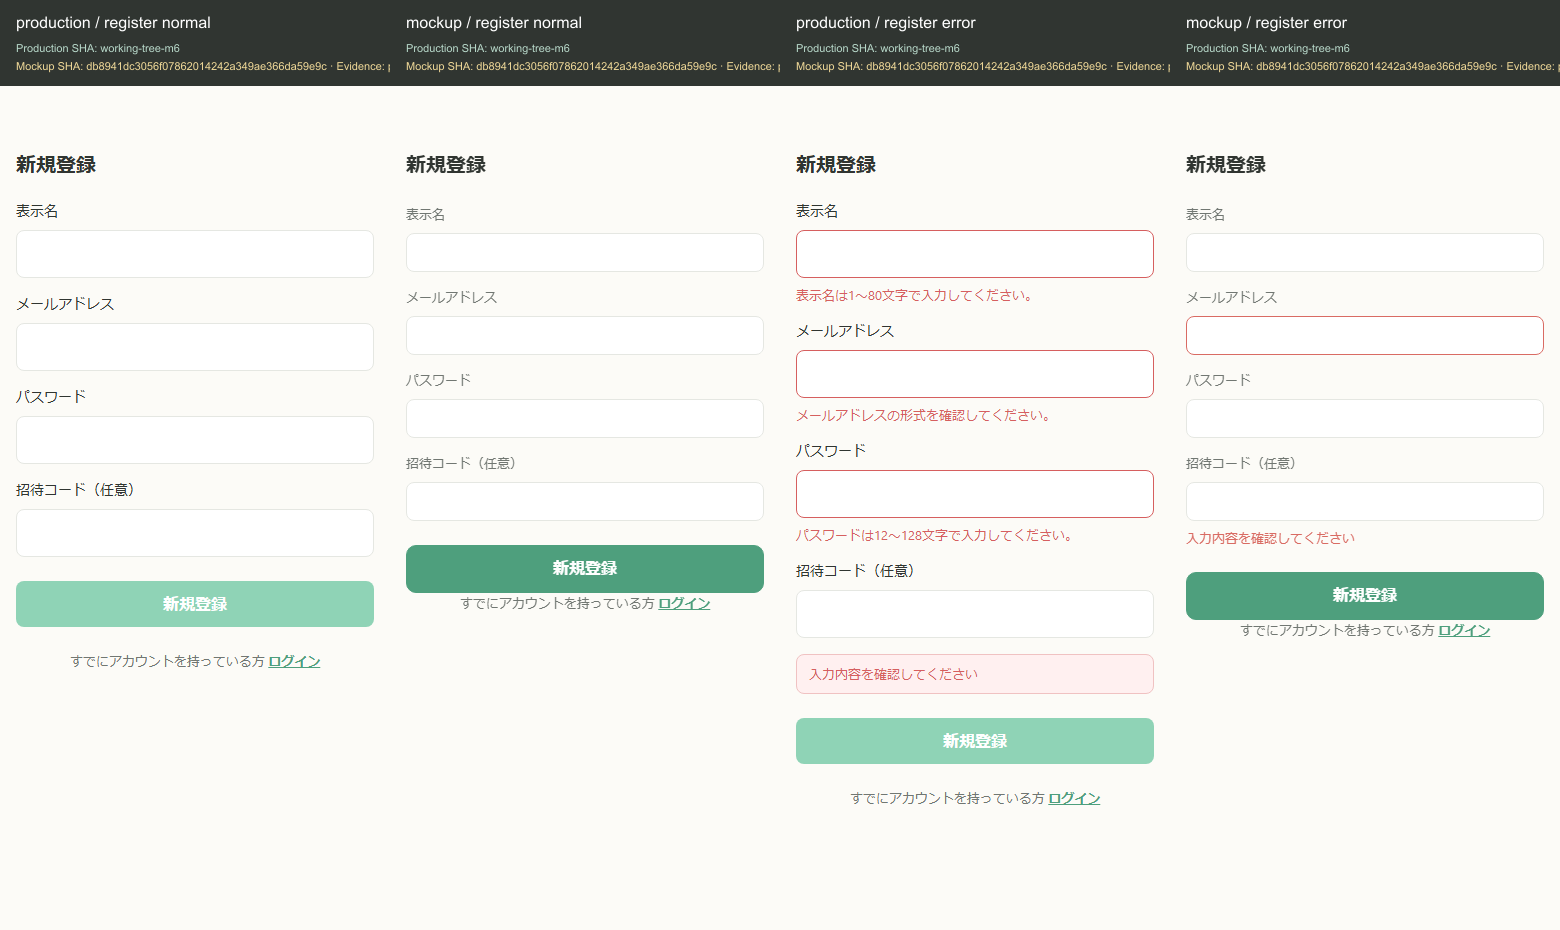 production / register normal
Production SHA: working-tree-m6
Mockup SHA: db8941dc3056f07862014242a349ae366da59e9c · Evidence:
新規登録
表示名
メールアドレス
パスワード
招待コード（任意）
新規登録
すでにアカウントを持っている方 ログイン
mockup / register normal
Production SHA: working-tree-m6
Mockup SHA: db8941dc3056f07862014242a349ae366da59e9c · Evidence:
新規登録
表示名
メールアドレス
パスワード
招待コード（任意）
新規登録
すでにアカウントを持っている方 ログイン
production / register error
Production SHA: working-tree-m6
Mockup SHA: db8941dc3056f07862014242a349ae366da59e9c · Evidence:
新規登録
表示名
表示名は1〜80文字で入力してください。
メールアドレス
メールアドレスの形式を確認してください。
パスワード
パスワードは12〜128文字で入力してください。
招待コード（任意）
入力内容を確認してください
新規登録
すでにアカウントを持っている方 ログイン
mockup / register error
Production SHA: working-tree-m6
Mockup SHA: db8941dc3056f07862014242a349ae366da59e9c · Evidence:
新規登録
表示名
メールアドレス
パスワード
招待コード（任意）
入力内容を確認してください
新規登録
すでにアカウントを持っている方 ログイン